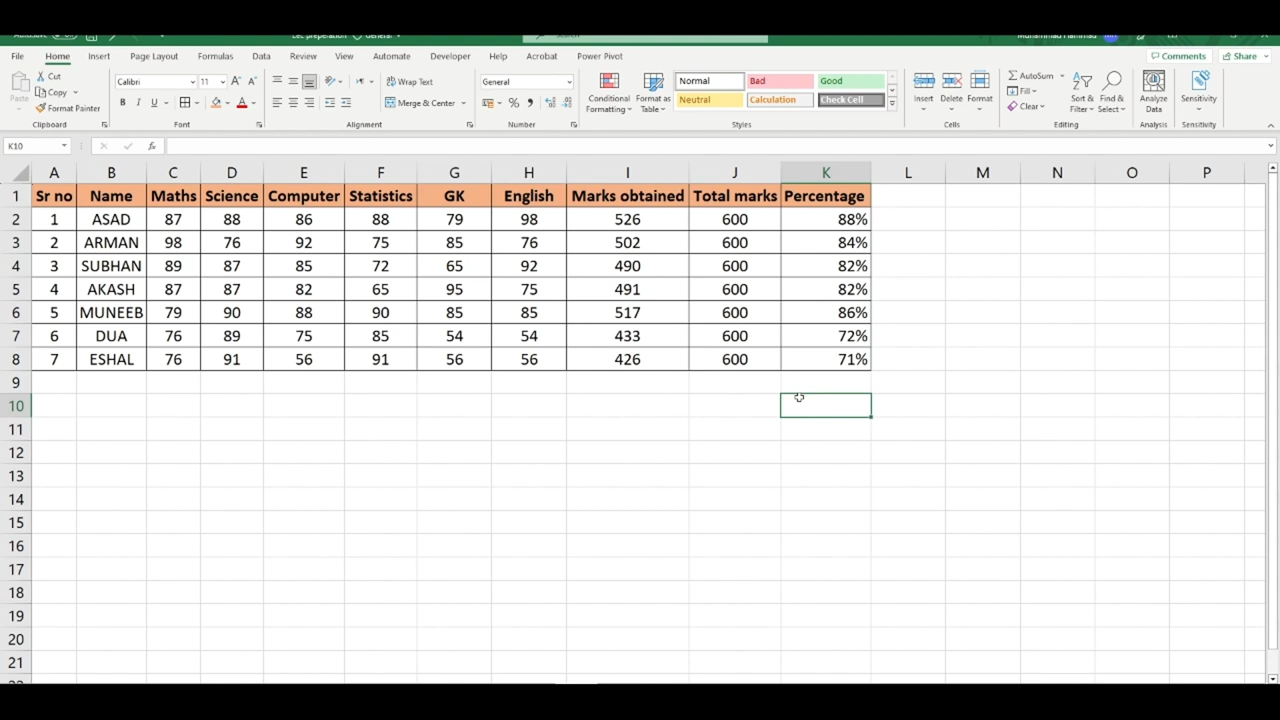 File Home Insert Page Layout Formulas Data Review View Automate Developer Help Acrobat Power Pivot Comments Share
Cut Calibri 11 Wrap Text General Normal Bad Good AutoSum
Paste Copy Conditional Format as Neutral Calculation Check Cell Insert Delete Format Fill Sort & Find & Analyze Sensitivity
Format Painter B I U Merge & Center % Formatting Table Clear Filter Select Data
Clipboard Font Alignment Number Styles Cells Editing Analysis Sensitivity
K10 fx
A B C D E F G H I J K L M N O P
1 Sr no Name Maths Science Computer Statistics GK English Marks obtained Total marks Percentage
2 1 ASAD 87 88 86 88 79 98 526 600 88%
3 2 ARMAN 98 76 92 75 85 76 502 600 84%
4 3 SUBHAN 89 87 85 72 65 92 490 600 82%
5 4 AKASH 87 87 82 65 95 75 491 600 82%
6 5 MUNEEB 79 90 88 90 85 85 517 600 86%
7 6 DUA 76 89 75 85 54 54 433 600 72%
8 7 ESHAL 76 91 56 91 56 56 426 600 71%
9
10
11
12
13
14
15
16
17
18
19
20
21